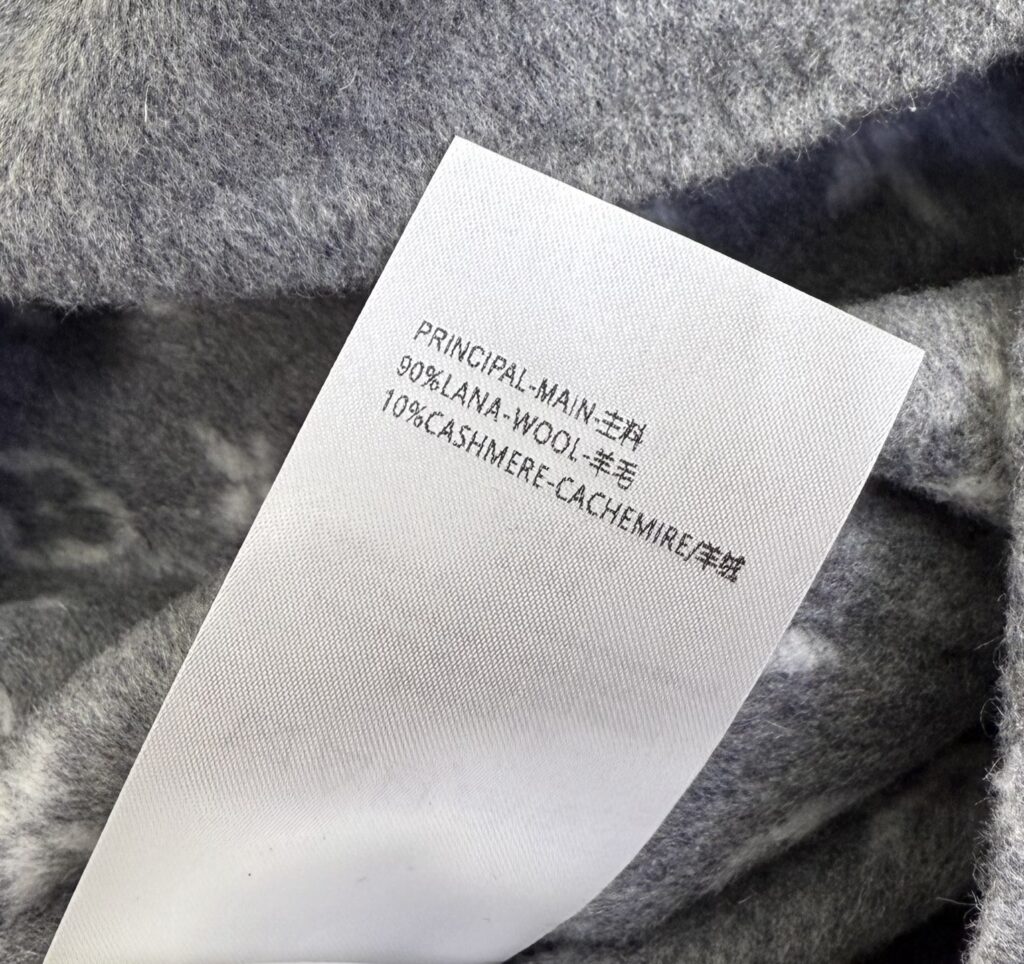 PRINCIPAL-MAIN-主料
90%LANA-WOOL-羊毛
10%CASHMERE-CACHEMIRE/羊绒